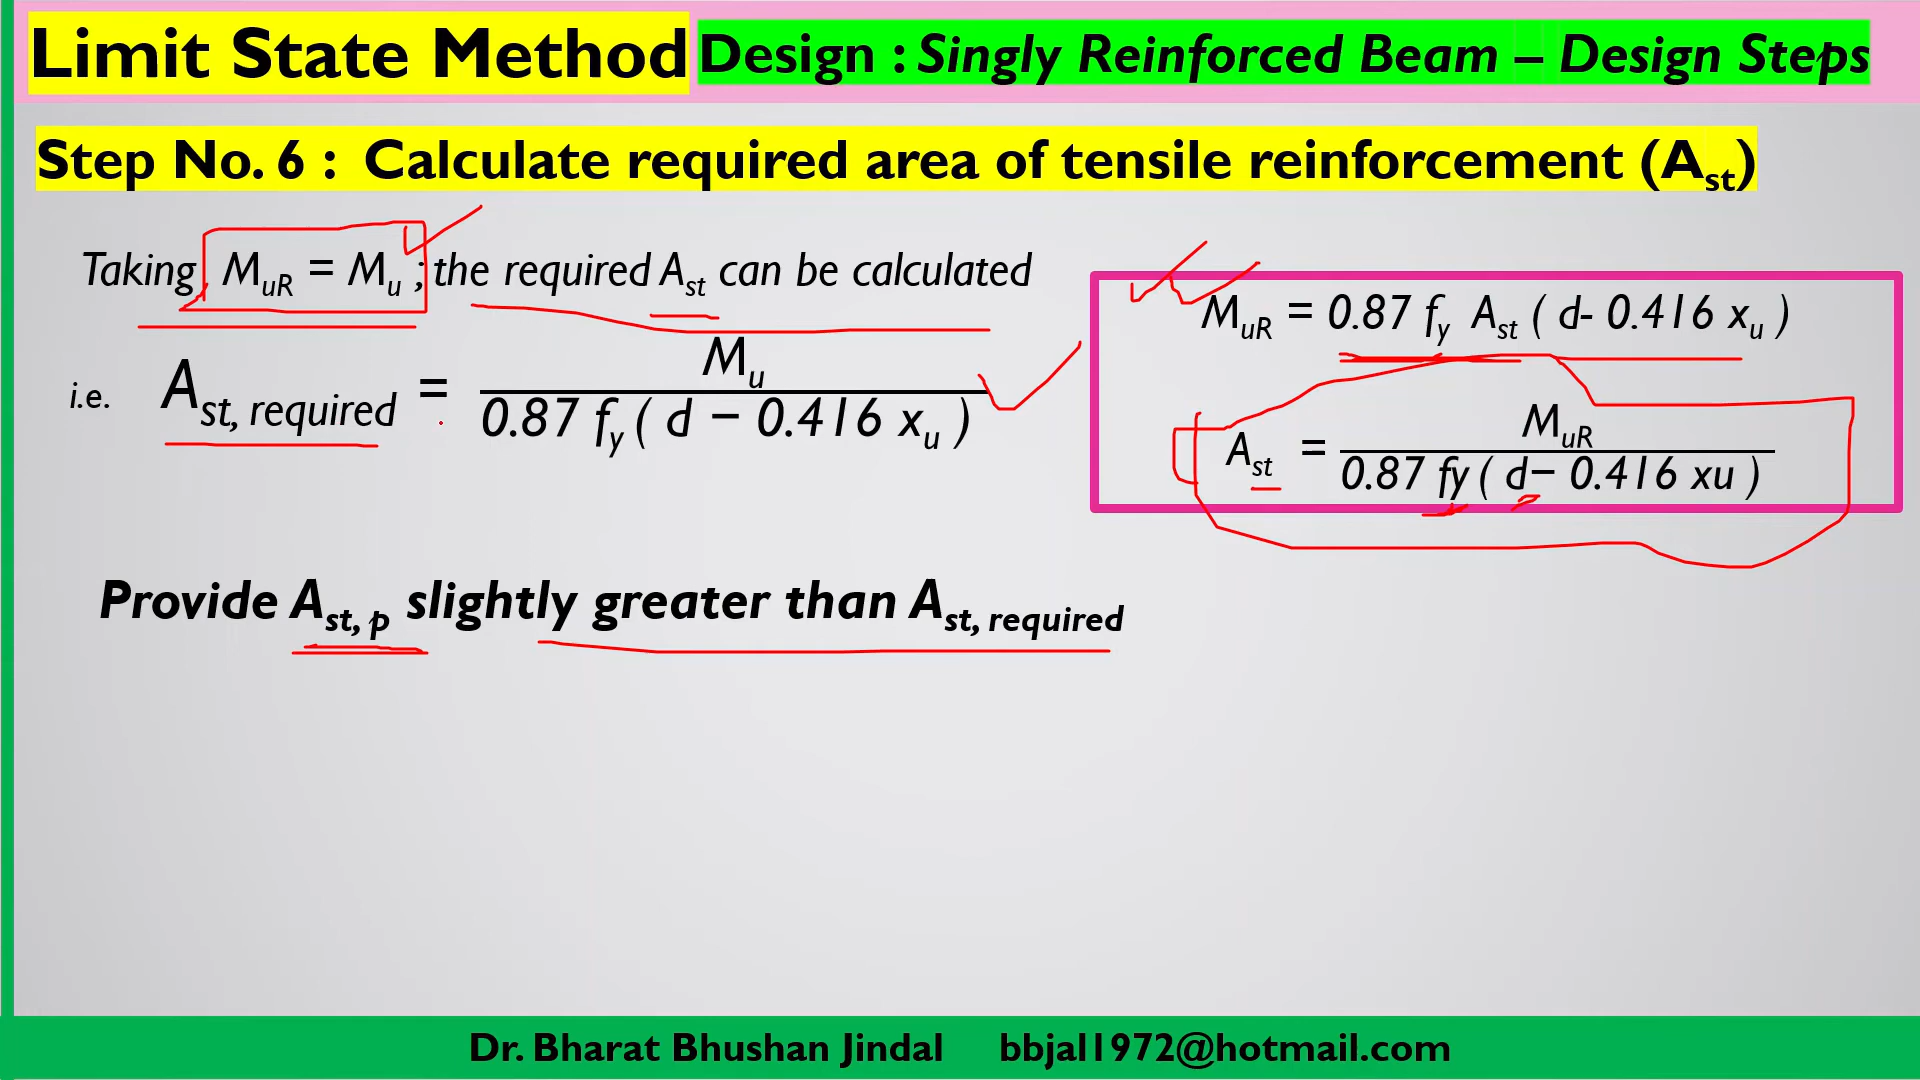 Limit State Method Design : Singly Reinforced Beam – Design Steps
Step No. 6 : Calculate required area of tensile reinforcement (Ast)
Taking MuR = Mu ; the required Ast can be calculated
i.e. Ast, required = Mu / 0.87 fy ( d − 0.416 xu )
MuR = 0.87 fy Ast ( d- 0.416 xu )
Ast = MuR / 0.87 fy ( d− 0.416 xu )
Provide Ast, p slightly greater than Ast, required
Dr. Bharat Bhushan Jindal bbjal1972@hotmail.com